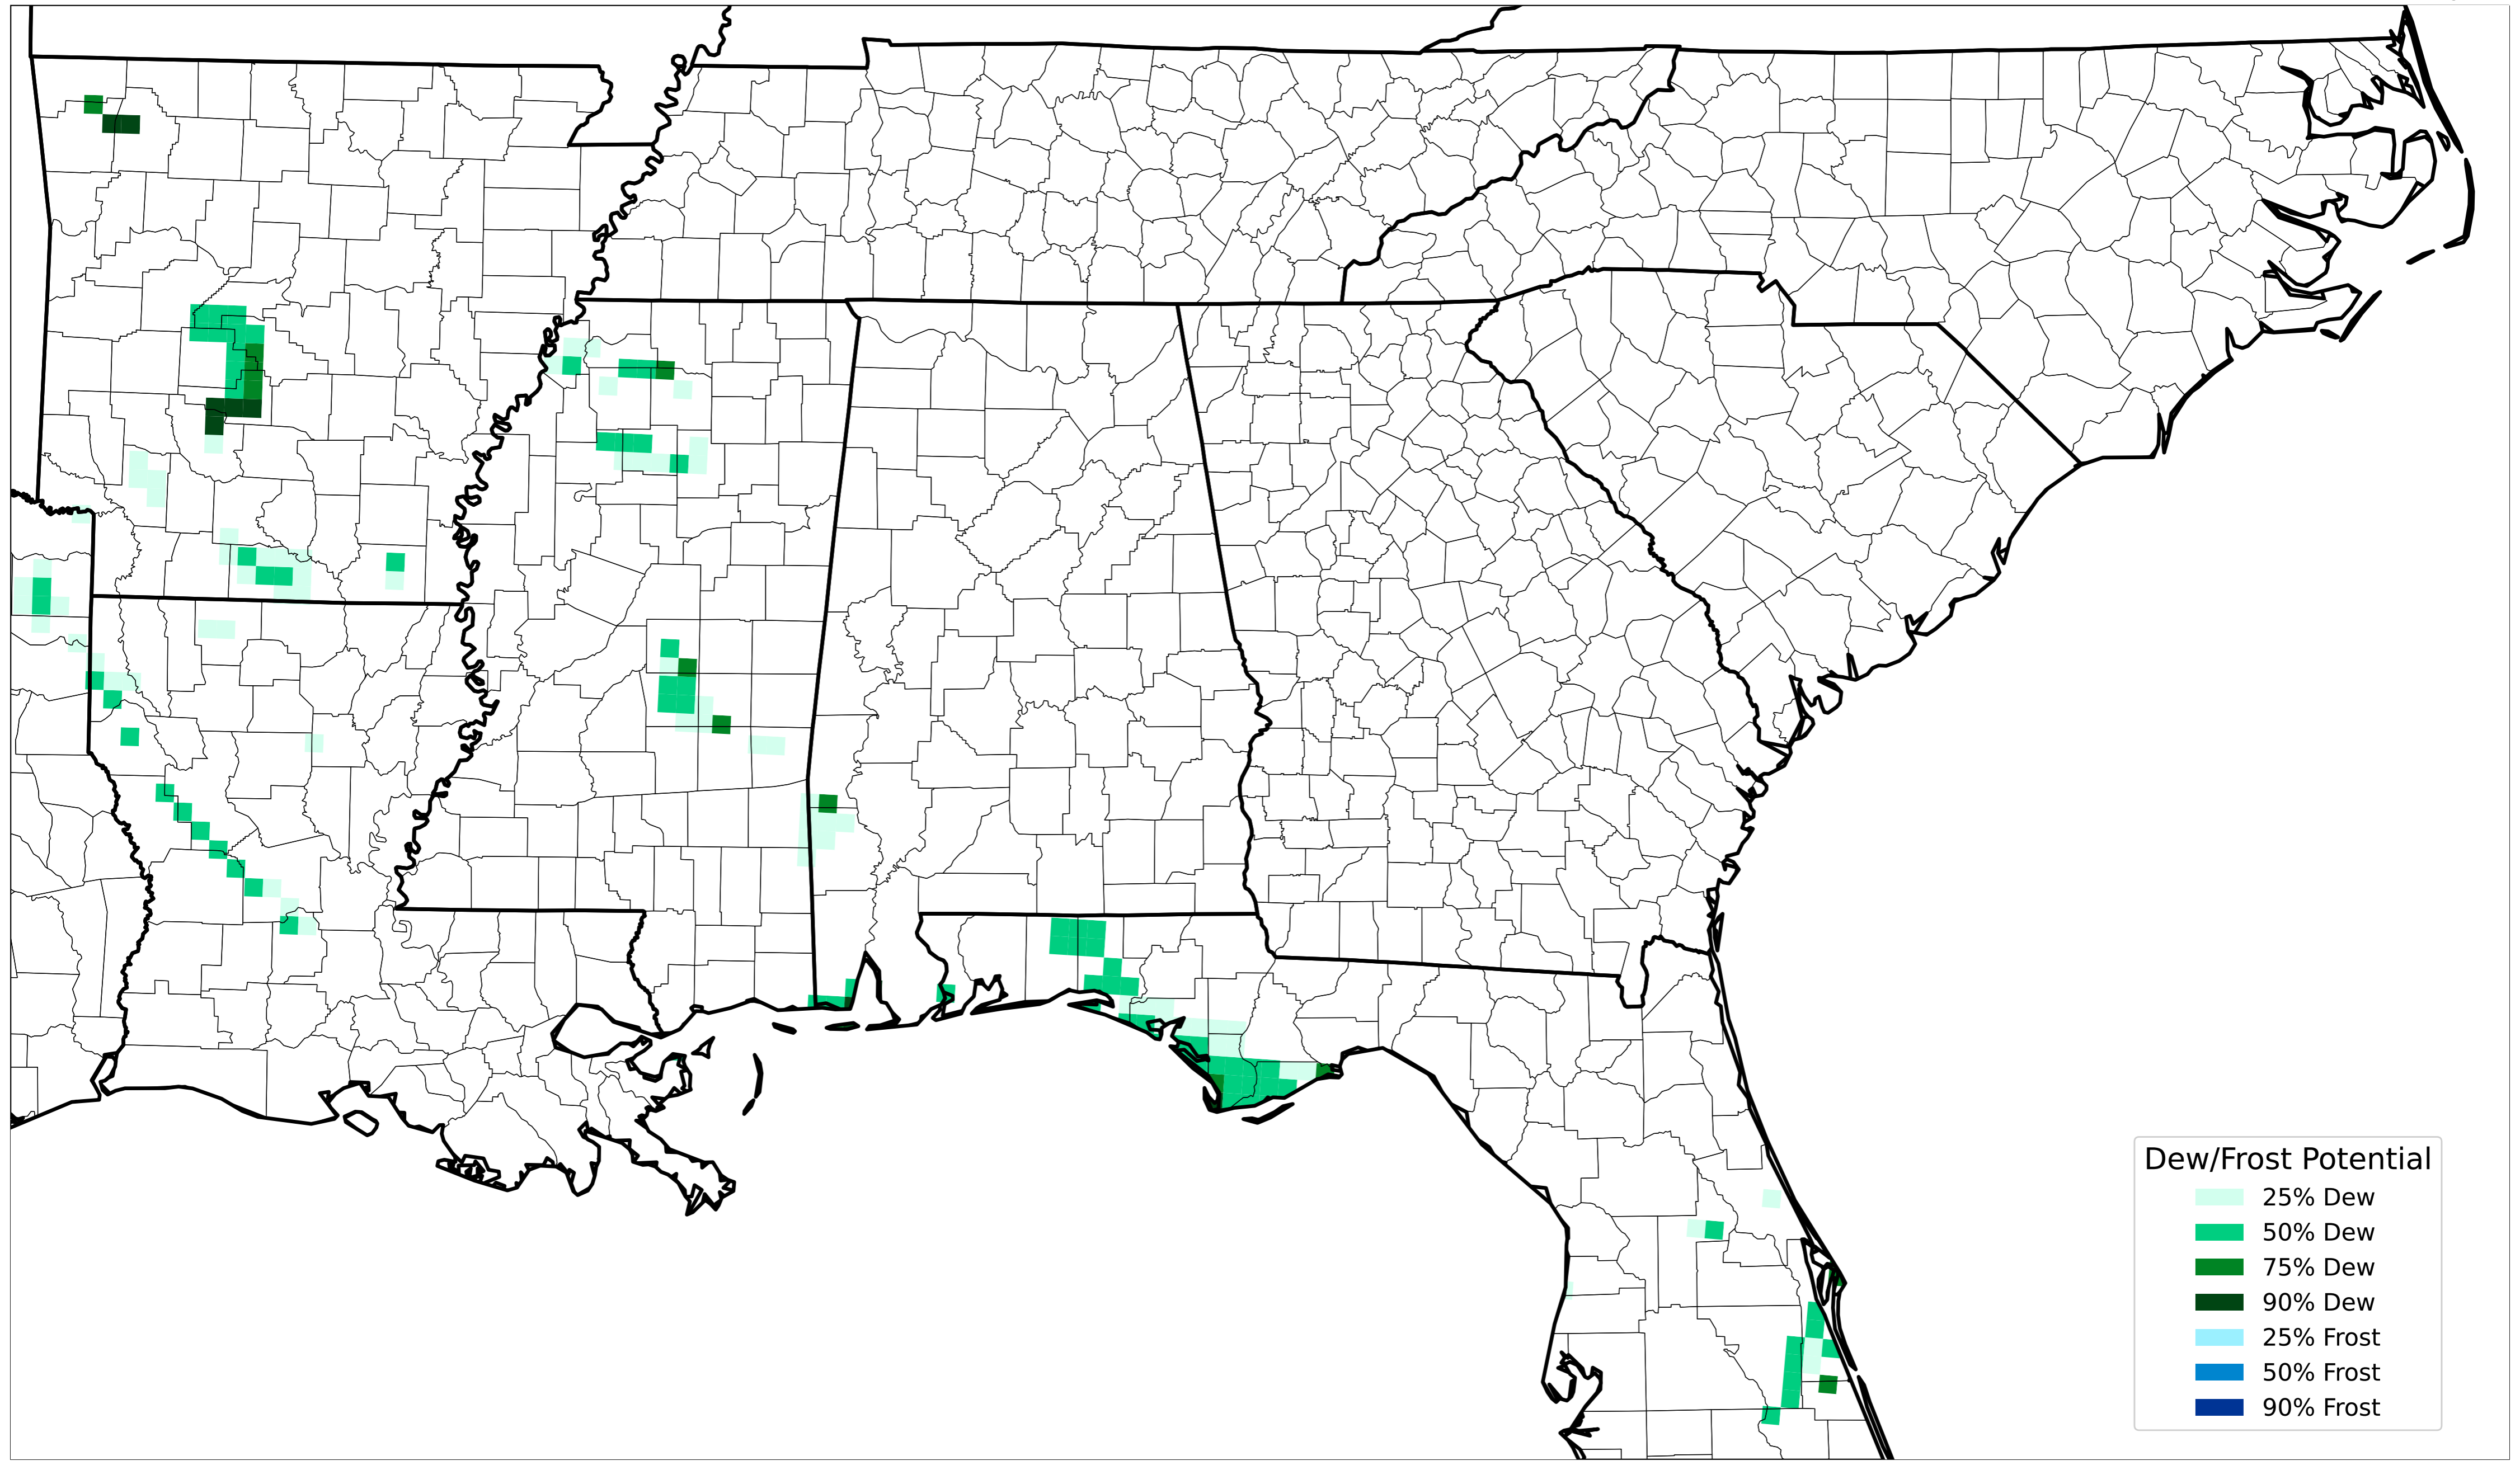 Dew/Frost Potential
25% Dew
50% Dew
75% Dew
90% Dew
25% Frost
50% Frost
90% Frost